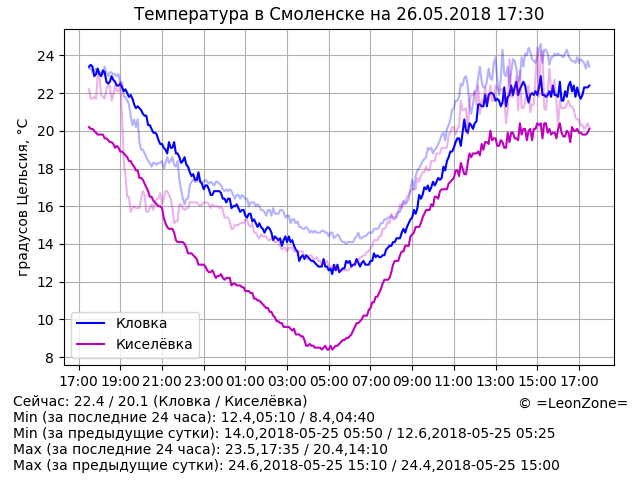 Температура в Смоленске на 26.05.2018 17:30
градусов Цельсия, °C
24
22
20
18
16
14
12
10
8
Кловка
Киселёвка
17:00 19:00 21:00 23:00 01:00 03:00 05:00 07:00 09:00 11:00 13:00 15:00 17:00
Сейчас: 22.4 / 20.1 (Кловка / Киселёвка)
© =LeonZone=
Min (за последние 24 часа): 12.4,05:10 / 8.4,04:40
Min (за предыдущие сутки): 14.0,2018-05-25 05:50 / 12.6,2018-05-25 05:25
Max (за последние 24 часа): 23.5,17:35 / 20.4,14:10
Max (за предыдущие сутки): 24.6,2018-05-25 15:10 / 24.4,2018-05-25 15:00